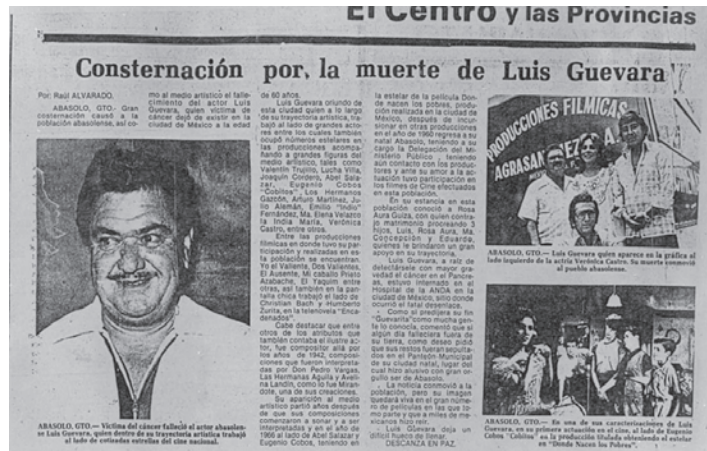 El Centro y las Provincias
Consternación por, la muerte de Luis Guevara
Por: Raúl ALVARADO.
ABASOLO, GTO.- Gran
costernación causó a la
población abasolense, así co-
mo al medio artístico el falle-
cimiento del actor Luis
Guevara, quien víctima de
cáncer dejó de existir en la
ciudad de México a la edad
ABASOLO, GTO.- Víctima del cáncer falleció el actor abasolen-
se Luis Guevara, quien dentro de su trayectoria artística trabajó
al lado de cotizadas estrellas del cine nacional.
de 60 años.
Luis Guevara oriundo de
esta ciudad quien a lo largo
de su trayectoria artística, tra-
bajó al lado de grandes acto-
res entre los cuales también
ocupó números estelares en
las producciones acompa-
ñando a grandes figuras del
medio artístico, tales como
Valentín Trujillo, Lucha Villa,
Joaquín Cordero, Abel Sala-
zar, Eugenio Cobos
"Cobitos", Los Hermanos
Gazcón, Arturo Martínez, Ju-
lio Alemán, Emilio "Indio"
Fernández, Ma. Elena Velazco
la India María, Verónica
Castro, entre otros.
Entre las producciones
fílmicas en donde tuvo su par-
ticipación y realizadas en es-
ta población se encuentran.
Yo el Valiente, Dos Valientes,
El Ausente, Mi caballo Prieto
Azabache, El Yaquim entre
otras, así también en la pan-
talla chica trabajó el lado de
Christian Bach y Humberto
Zurita, en la telenovela "Enca-
denados".
Cabe destacar que entre
otros de los atributos que
también contaba el ilustre ac-
tor, fue compositor allá por
los años de 1942, composi-
ciones que fueron interpreta-
das por Don Pedro Vargas,
Las Hermanas Aguila y Aveli-
na Landín, como lo fue Miran-
dote, una de sus creaciones.
Su aparición al medio
artístico partió años después
de que sus composiciones
comenzaron a sonar y a ser
interpretadas y en el año de
1966 al lado de Abel Salazar y
Eugenio Cobos, teniendo en
la estelar de la película Don-
de nacen los pobres, produc-
ción realizada en la ciudad de
México, después de incur-
sionar en otras producciones
en el año de 1960 regresa a su
natal Abasolo, teniendo a su
cargo la Delegación del Mi-
nisterio Público, teniendo
aún contacto con los produc-
tores y ante su amor a la ac-
tuación tuvo participación en
los filmes de Cine efectuados
en esta población.
En su estancia en esta
población conoció a Rosa
Aura Guiza, con quien contra-
jo matrimonio procreando 3
hijos, Luis, Rosa Aura, Ma.
Concepción y Eduardo,
quienes le brindaron un gran
apoyo en su trayectoria.
Luis Guevara, a raíz de
detectársele con mayor gra-
vedad el cáncer en el Pancre-
as, estuvo internado en el
Hospital de la ANDA en la
ciudad de México, sitio donde
ocurrió el fatal desenlace.
Como si predijera su fin
"Guevarita" como mucha gen-
te lo conocía, comentó que si
algún día falleciara fuera de
su tierra, como deseo pidió
que sus restos fueran sepulta-
dos en el Panteón Municipal
de su ciudad natal, lugar del
cual hizo alusivo con gran or-
gullo ser de Abasolo.
La noticia conmovió a la
población, pero su imagen
quedará viva en el gran núme-
ro de películas en las que to-
mo parte y que a miles de me-
xicanos hizo reír.
Luis Guevara deja un
difícil hueco de llenar.
DESCANZA EN PAZ.
PRODUCCIONES FILMICAS
AGRASANCHEZ
ABASOLO, GTO.- Luis Guevara quien aparece en la gráfica al
lado izquierdo de la actriz Verónica Castro. Su muerte conmovió
al pueblo abasolense.
ABASOLO, GTO.- En una de sus caracterizaciones de Luis
Guevara, en su primera actuación en el cine, al lado de Eugenio
Cobos "Cobitos" en la producción titulada obteniendo el estelar
en "Donde Nacen los Pobres".